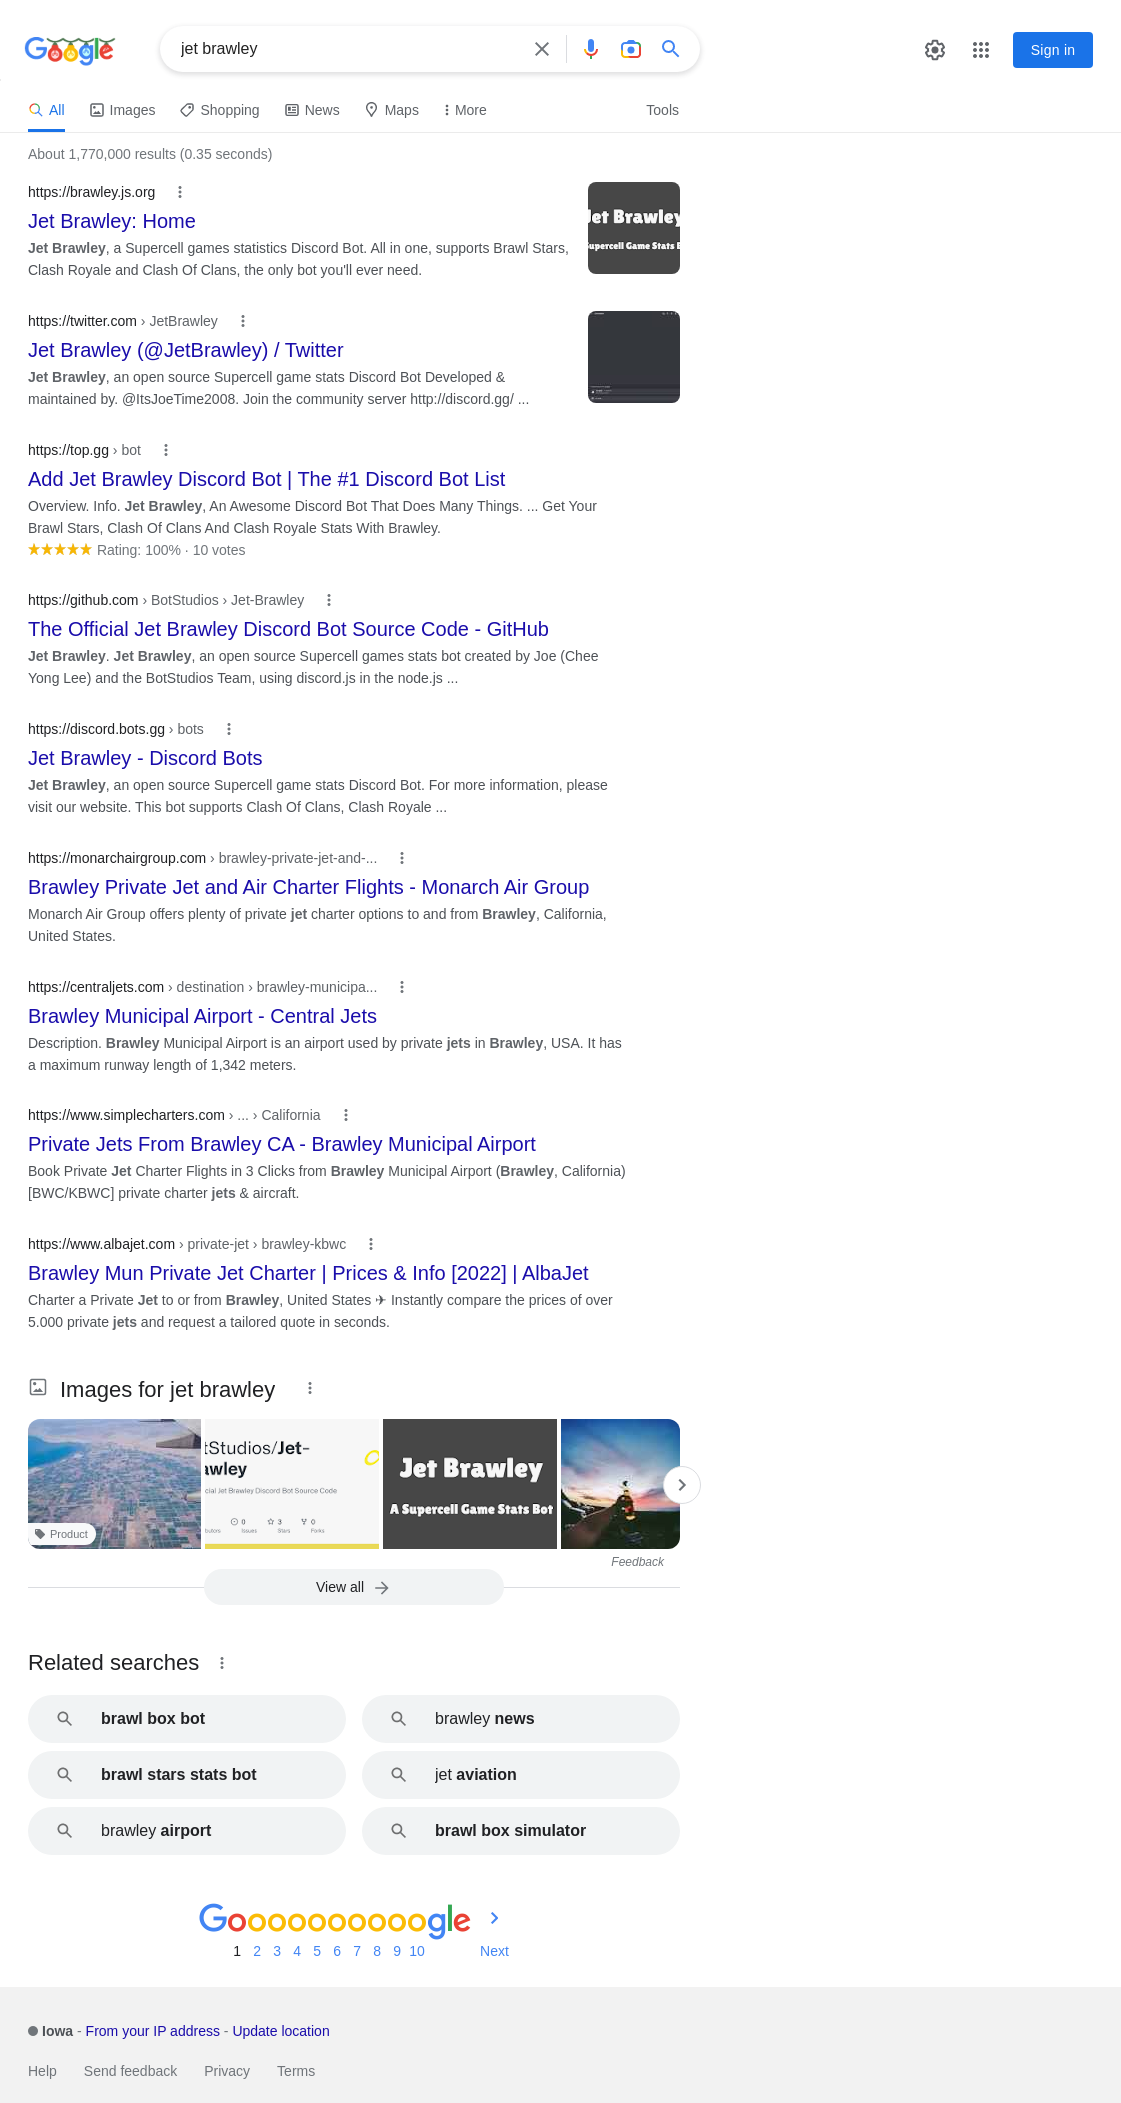 Google
jet brawley
Sign in
All
Images
Shopping
News
Maps
More
Tools
About 1,770,000 results (0.35 seconds)
https://brawley.js.org
Jet Brawley: Home
Jet Brawley, a Supercell games statistics Discord Bot. All in one, supports Brawl Stars,
Clash Royale and Clash Of Clans, the only bot you'll ever need.
Jet Brawley
Supercell Game Stats B
https://twitter.com › JetBrawley
Jet Brawley (@JetBrawley) / Twitter
Jet Brawley, an open source Supercell game stats Discord Bot Developed &
maintained by. @ItsJoeTime2008. Join the community server http://discord.gg/ ...
https://top.gg › bot
Add Jet Brawley Discord Bot | The #1 Discord Bot List
Overview. Info. Jet Brawley, An Awesome Discord Bot That Does Many Things. ... Get Your
Brawl Stars, Clash Of Clans And Clash Royale Stats With Brawley.
Rating: 100% · 10 votes
https://github.com › BotStudios › Jet-Brawley
The Official Jet Brawley Discord Bot Source Code - GitHub
Jet Brawley. Jet Brawley, an open source Supercell games stats bot created by Joe (Chee
Yong Lee) and the BotStudios Team, using discord.js in the node.js ...
https://discord.bots.gg › bots
Jet Brawley - Discord Bots
Jet Brawley, an open source Supercell game stats Discord Bot. For more information, please
visit our website. This bot supports Clash Of Clans, Clash Royale ...
https://monarchairgroup.com › brawley-private-jet-and-...
Brawley Private Jet and Air Charter Flights - Monarch Air Group
Monarch Air Group offers plenty of private jet charter options to and from Brawley, California,
United States.
https://centraljets.com › destination › brawley-municipa...
Brawley Municipal Airport - Central Jets
Description. Brawley Municipal Airport is an airport used by private jets in Brawley, USA. It has
a maximum runway length of 1,342 meters.
https://www.simplecharters.com › ... › California
Private Jets From Brawley CA - Brawley Municipal Airport
Book Private Jet Charter Flights in 3 Clicks from Brawley Municipal Airport (Brawley, California)
[BWC/KBWC] private charter jets & aircraft.
https://www.albajet.com › private-jet › brawley-kbwc
Brawley Mun Private Jet Charter | Prices & Info [2022] | AlbaJet
Charter a Private Jet to or from Brawley, United States ✈ Instantly compare the prices of over
5.000 private jets and request a tailored quote in seconds.
Images for jet brawley
Product
tStudios/Jet-
awley
cial Jet Brawley Discord Bot Source Code
0 3 0
utors Issues Stars Forks
Jet Brawley
A Supercell Game Stats Bot
Feedback
View all
Related searches
brawl box bot
brawley news
brawl stars stats bot
jet aviation
brawley airport
brawl box simulator
Goooooooooogle
1 2 3 4 5 6 7 8 9 10 Next
Iowa - From your IP address - Update location
Help
Send feedback
Privacy
Terms